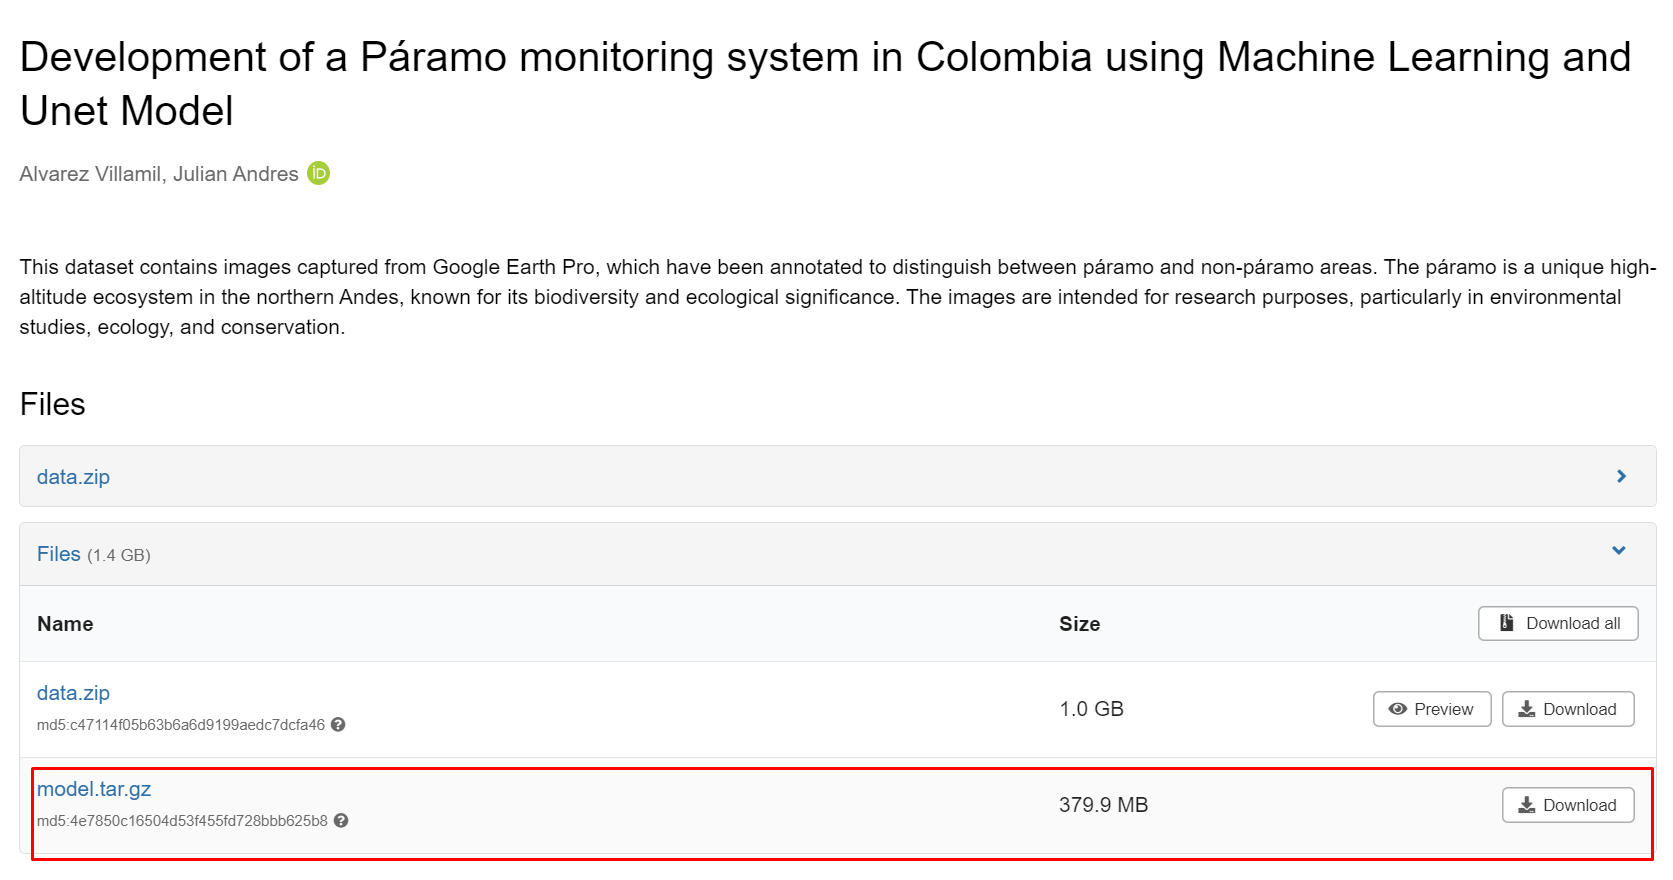 Development of a Páramo monitoring system in Colombia using Machine Learning and
Unet Model
Alvarez Villamil, Julian Andres iD
This dataset contains images captured from Google Earth Pro, which have been annotated to distinguish between páramo and non-páramo areas. The páramo is a unique high-
altitude ecosystem in the northern Andes, known for its biodiversity and ecological significance. The images are intended for research purposes, particularly in environmental
studies, ecology, and conservation.
Files
data.zip
Files (1.4 GB)
Name Size Download all
data.zip
md5:c47114f05b63b6a6d9199aedc7dcfa46 ?
1.0 GB Preview Download
model.tar.gz
md5:4e7850c16504d53f455fd728bbb625b8 ?
379.9 MB Download